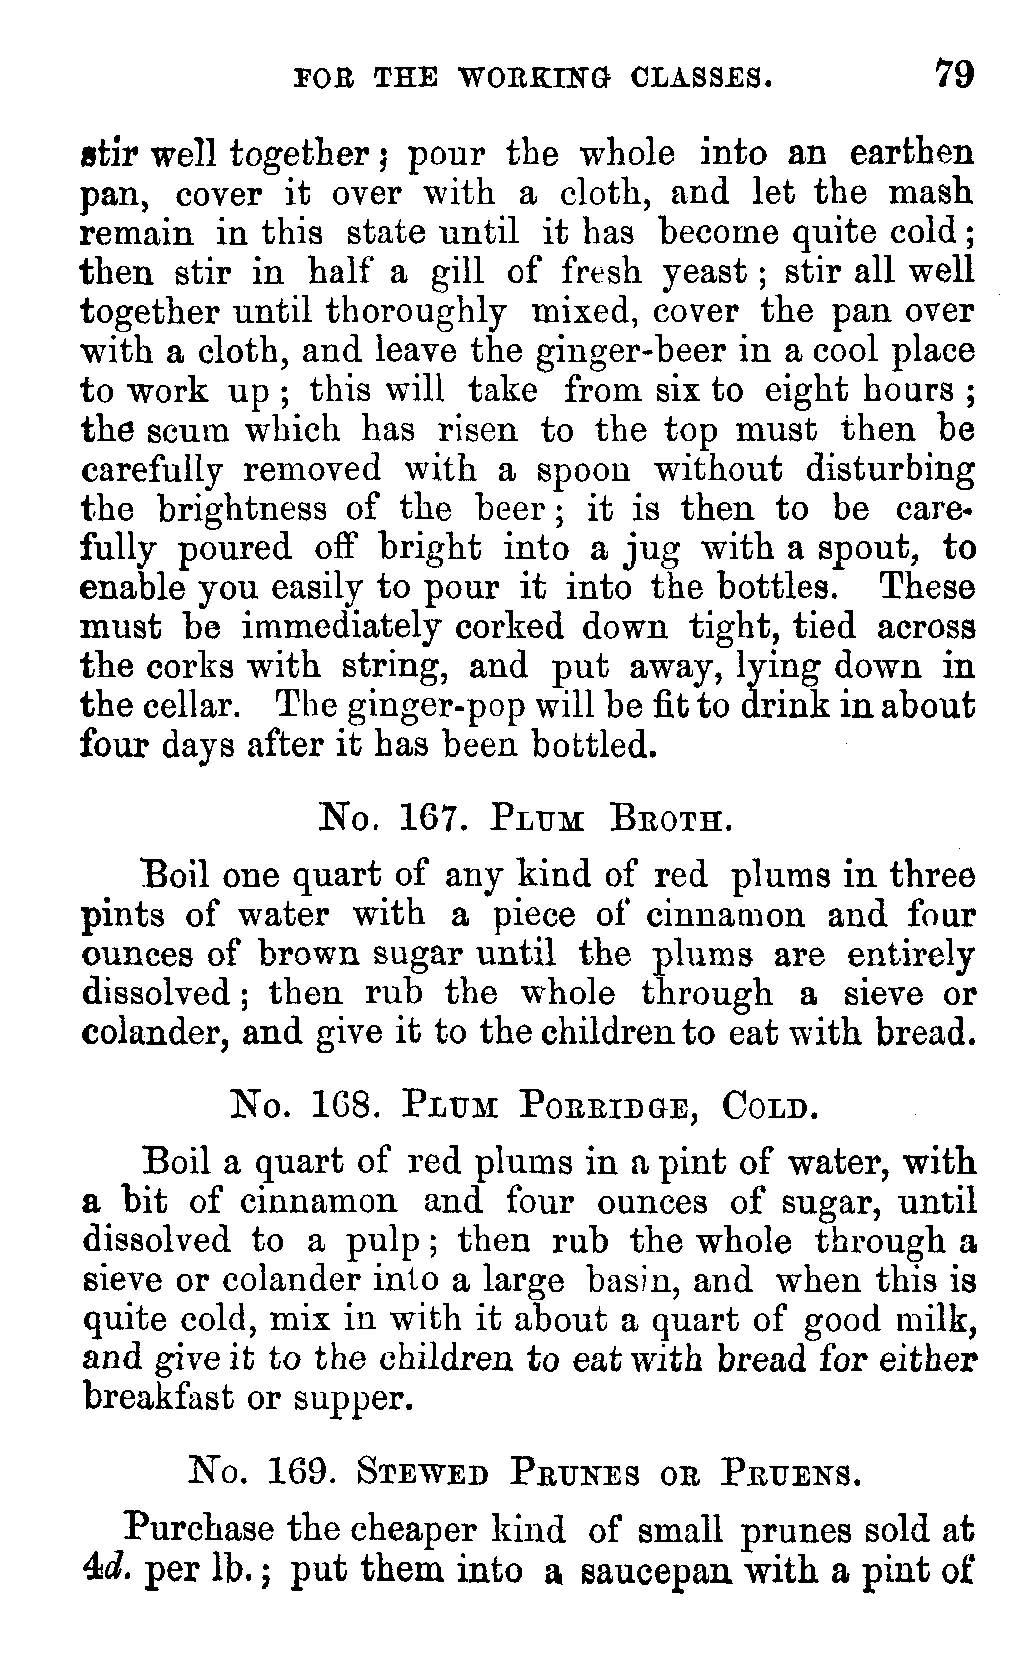 FOR THE WORKING CLASSES. 79
stir well together; pour the whole into an earthen
pan, cover it over with a cloth, and let the mash
remain in this state until it has become quite cold;
then stir in half a gill of fresh yeast; stir all well
together until thoroughly mixed, cover the pan over
with a cloth, and leave the ginger-beer in a cool place
to work up; this will take from six to eight hours;
the scum which has risen to the top must then be
carefully removed with a spoon without disturbing
the brightness of the beer; it is then to be care-
fully poured off bright into a jug with a spout, to
enable you easily to pour it into the bottles. These
must be immediately corked down tight, tied across
the corks with string, and put away, lying down in
the cellar. The ginger-pop will be fit to drink in about
four days after it has been bottled.
No. 167. Plum Broth.
Boil one quart of any kind of red plums in three
pints of water with a piece of cinnamon and four
ounces of brown sugar until the plums are entirely
dissolved; then rub the whole through a sieve or
colander, and give it to the children to eat with bread.
No. 168. Plum Porridge, Cold.
Boil a quart of red plums in a pint of water, with
a bit of cinnamon and four ounces of sugar, until
dissolved to a pulp; then rub the whole through a
sieve or colander into a large basin, and when this is
quite cold, mix in with it about a quart of good milk,
and give it to the children to eat with bread for either
breakfast or supper.
No. 169. Stewed Prunes or Pruens.
Purchase the cheaper kind of small prunes sold at
4d. per lb.; put them into a saucepan with a pint of